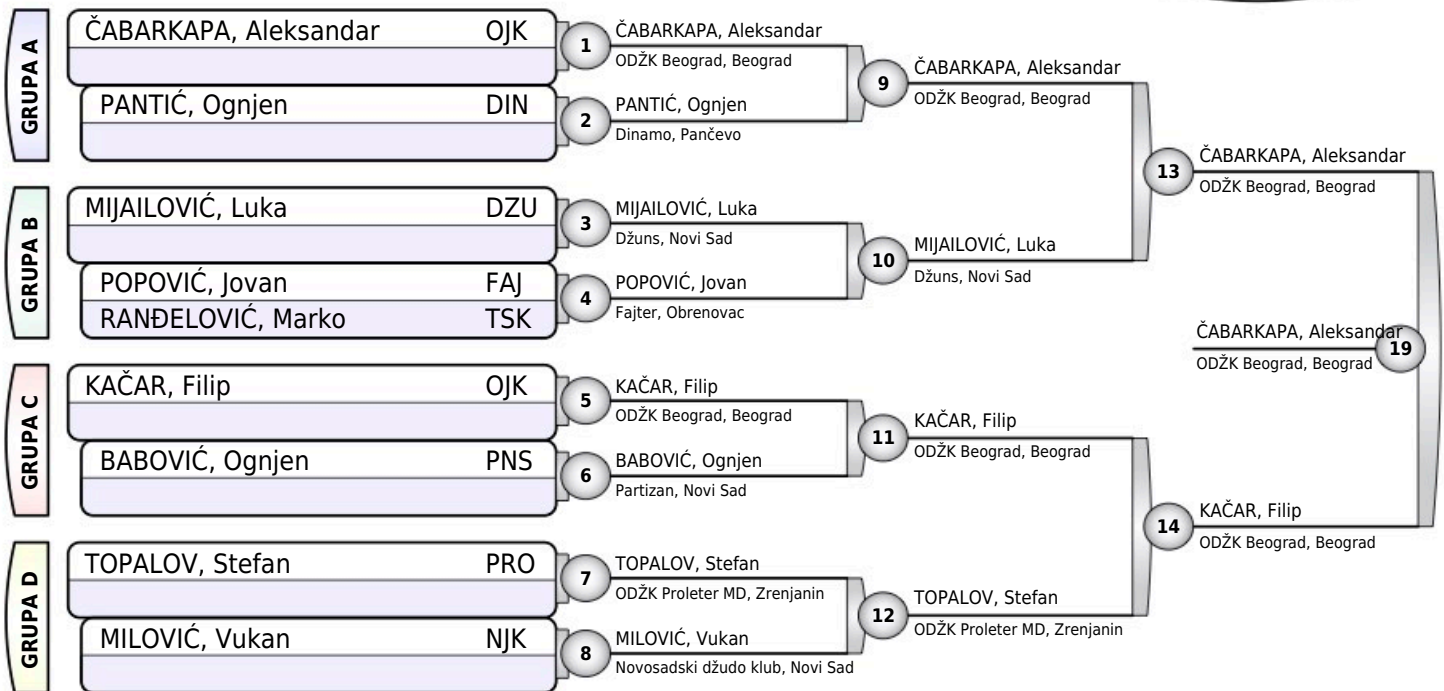 GRUPA A
ČABARKAPA, Aleksandar OJK
PANTIĆ, Ognjen DIN
GRUPA B
MIJAILOVIĆ, Luka DZU
POPOVIĆ, Jovan FAJ
RANĐELOVIĆ, Marko TSK
GRUPA C
KAČAR, Filip OJK
BABOVIĆ, Ognjen PNS
GRUPA D
TOPALOV, Stefan PRO
MILOVIĆ, Vukan NJK
1
ČABARKAPA, Aleksandar
ODŽK Beograd, Beograd
2
PANTIĆ, Ognjen
Dinamo, Pančevo
3
MIJAILOVIĆ, Luka
Džuns, Novi Sad
4
POPOVIĆ, Jovan
Fajter, Obrenovac
5
KAČAR, Filip
ODŽK Beograd, Beograd
6
BABOVIĆ, Ognjen
Partizan, Novi Sad
7
TOPALOV, Stefan
ODŽK Proleter MD, Zrenjanin
8
MILOVIĆ, Vukan
Novosadski džudo klub, Novi Sad
9
ČABARKAPA, Aleksandar
ODŽK Beograd, Beograd
10
MIJAILOVIĆ, Luka
Džuns, Novi Sad
11
KAČAR, Filip
ODŽK Beograd, Beograd
12
TOPALOV, Stefan
ODŽK Proleter MD, Zrenjanin
13
ČABARKAPA, Aleksandar
ODŽK Beograd, Beograd
14
KAČAR, Filip
ODŽK Beograd, Beograd
ČABARKAPA, Aleksandar
ODŽK Beograd, Beograd
19